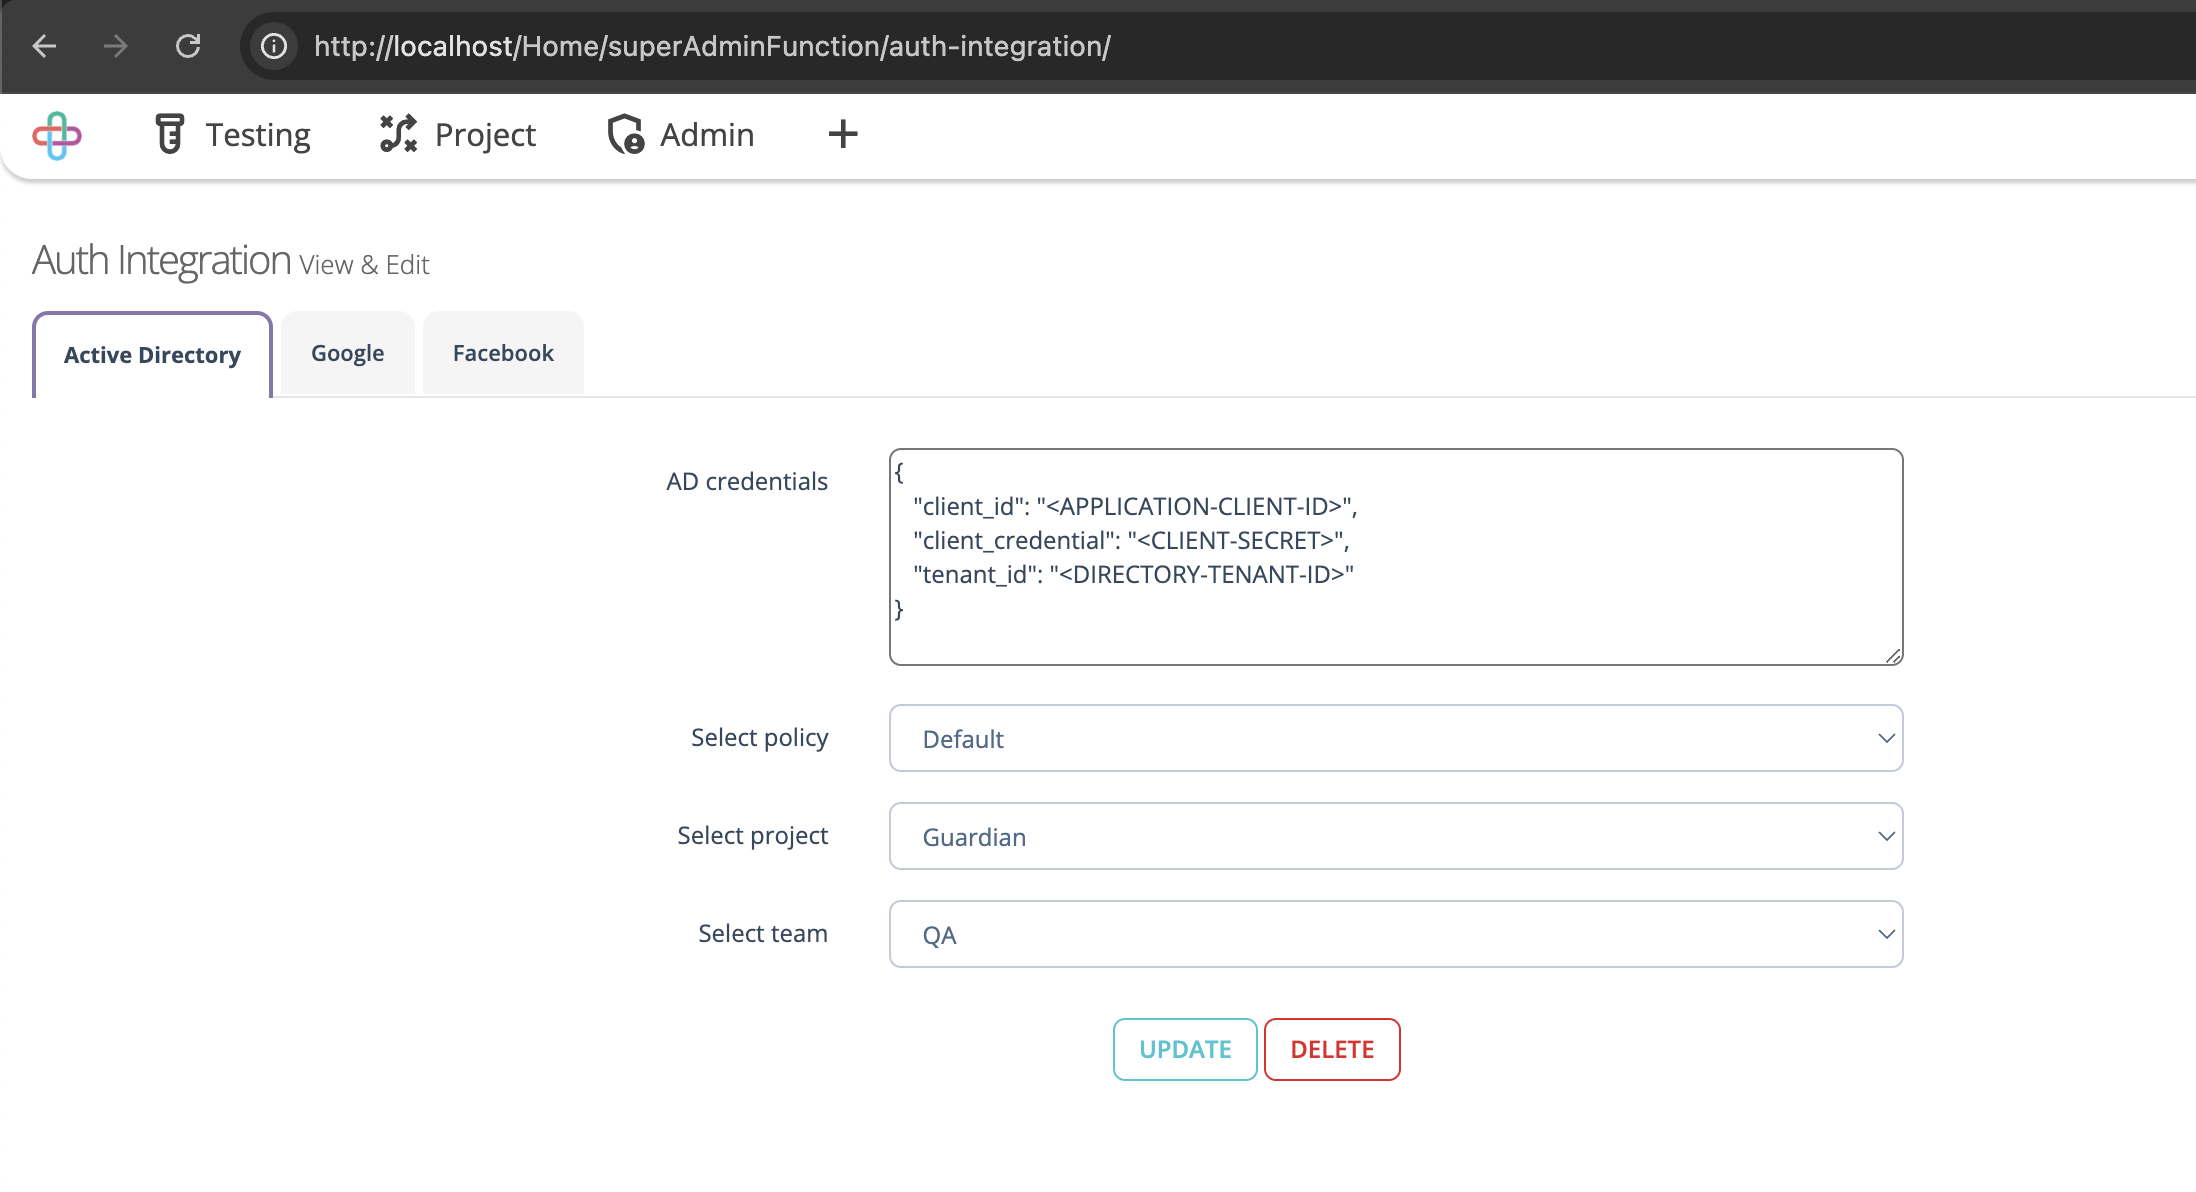 http://localhost/Home/superAdminFunction/auth-integration/
Testing Project Admin +
Auth Integration View & Edit
Active Directory Google Facebook
AD credentials
{
"client_id": "<APPLICATION-CLIENT-ID>",
"client_credential": "<CLIENT-SECRET>",
"tenant_id": "<DIRECTORY-TENANT-ID>"
}
Select policy Default
Select project Guardian
Select team QA
UPDATE DELETE